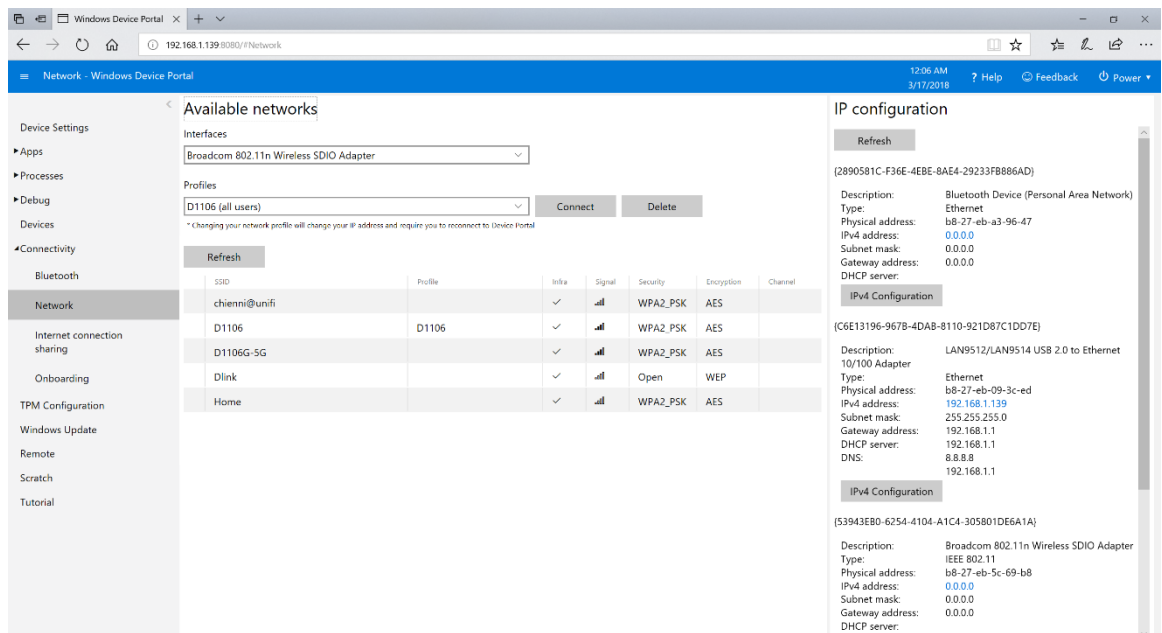 Windows Device Portal
192.168.1.139:8080/#Network
Network - Windows Device Portal
12:06 AM
3/17/2018
? Help
Feedback
Power
Device Settings
Apps
Processes
Debug
Devices
Connectivity
Bluetooth
Network
Internet connection
sharing
Onboarding
TPM Configuration
Windows Update
Remote
Scratch
Tutorial
Available networks
Interfaces
Broadcom 802.11n Wireless SDIO Adapter
Profiles
D1106 (all users)
Connect
Delete
* Changing your network profile will change your IP address and require you to reconnect to Device Portal
Refresh
SSID Profile Infra Signal Security Encryption Channel
chienni@unifi WPA2_PSK AES
D1106 D1106 WPA2_PSK AES
D1106G-5G WPA2_PSK AES
Dlink Open WEP
Home WPA2_PSK AES
IP configuration
Refresh
{2890581C-F36E-4EBE-8AE4-29233FB886AD}
Description: Bluetooth Device (Personal Area Network)
Type: Ethernet
Physical address: b8-27-eb-a3-96-47
IPv4 address: 0.0.0.0
Subnet mask: 0.0.0.0
Gateway address: 0.0.0.0
DHCP server:
IPv4 Configuration
{C6E13196-967B-4DAB-8110-921D87C1DD7E}
Description: LAN9512/LAN9514 USB 2.0 to Ethernet
10/100 Adapter
Type: Ethernet
Physical address: b8-27-eb-09-3c-ed
IPv4 address: 192.168.1.139
Subnet mask: 255.255.255.0
Gateway address: 192.168.1.1
DHCP server: 192.168.1.1
DNS: 8.8.8.8
192.168.1.1
IPv4 Configuration
{53943EB0-6254-4104-A1C4-305801DE6A1A}
Description: Broadcom 802.11n Wireless SDIO Adapter
Type: IEEE 802.11
Physical address: b8-27-eb-5c-69-b8
IPv4 address: 0.0.0.0
Subnet mask: 0.0.0.0
Gateway address: 0.0.0.0
DHCP server: